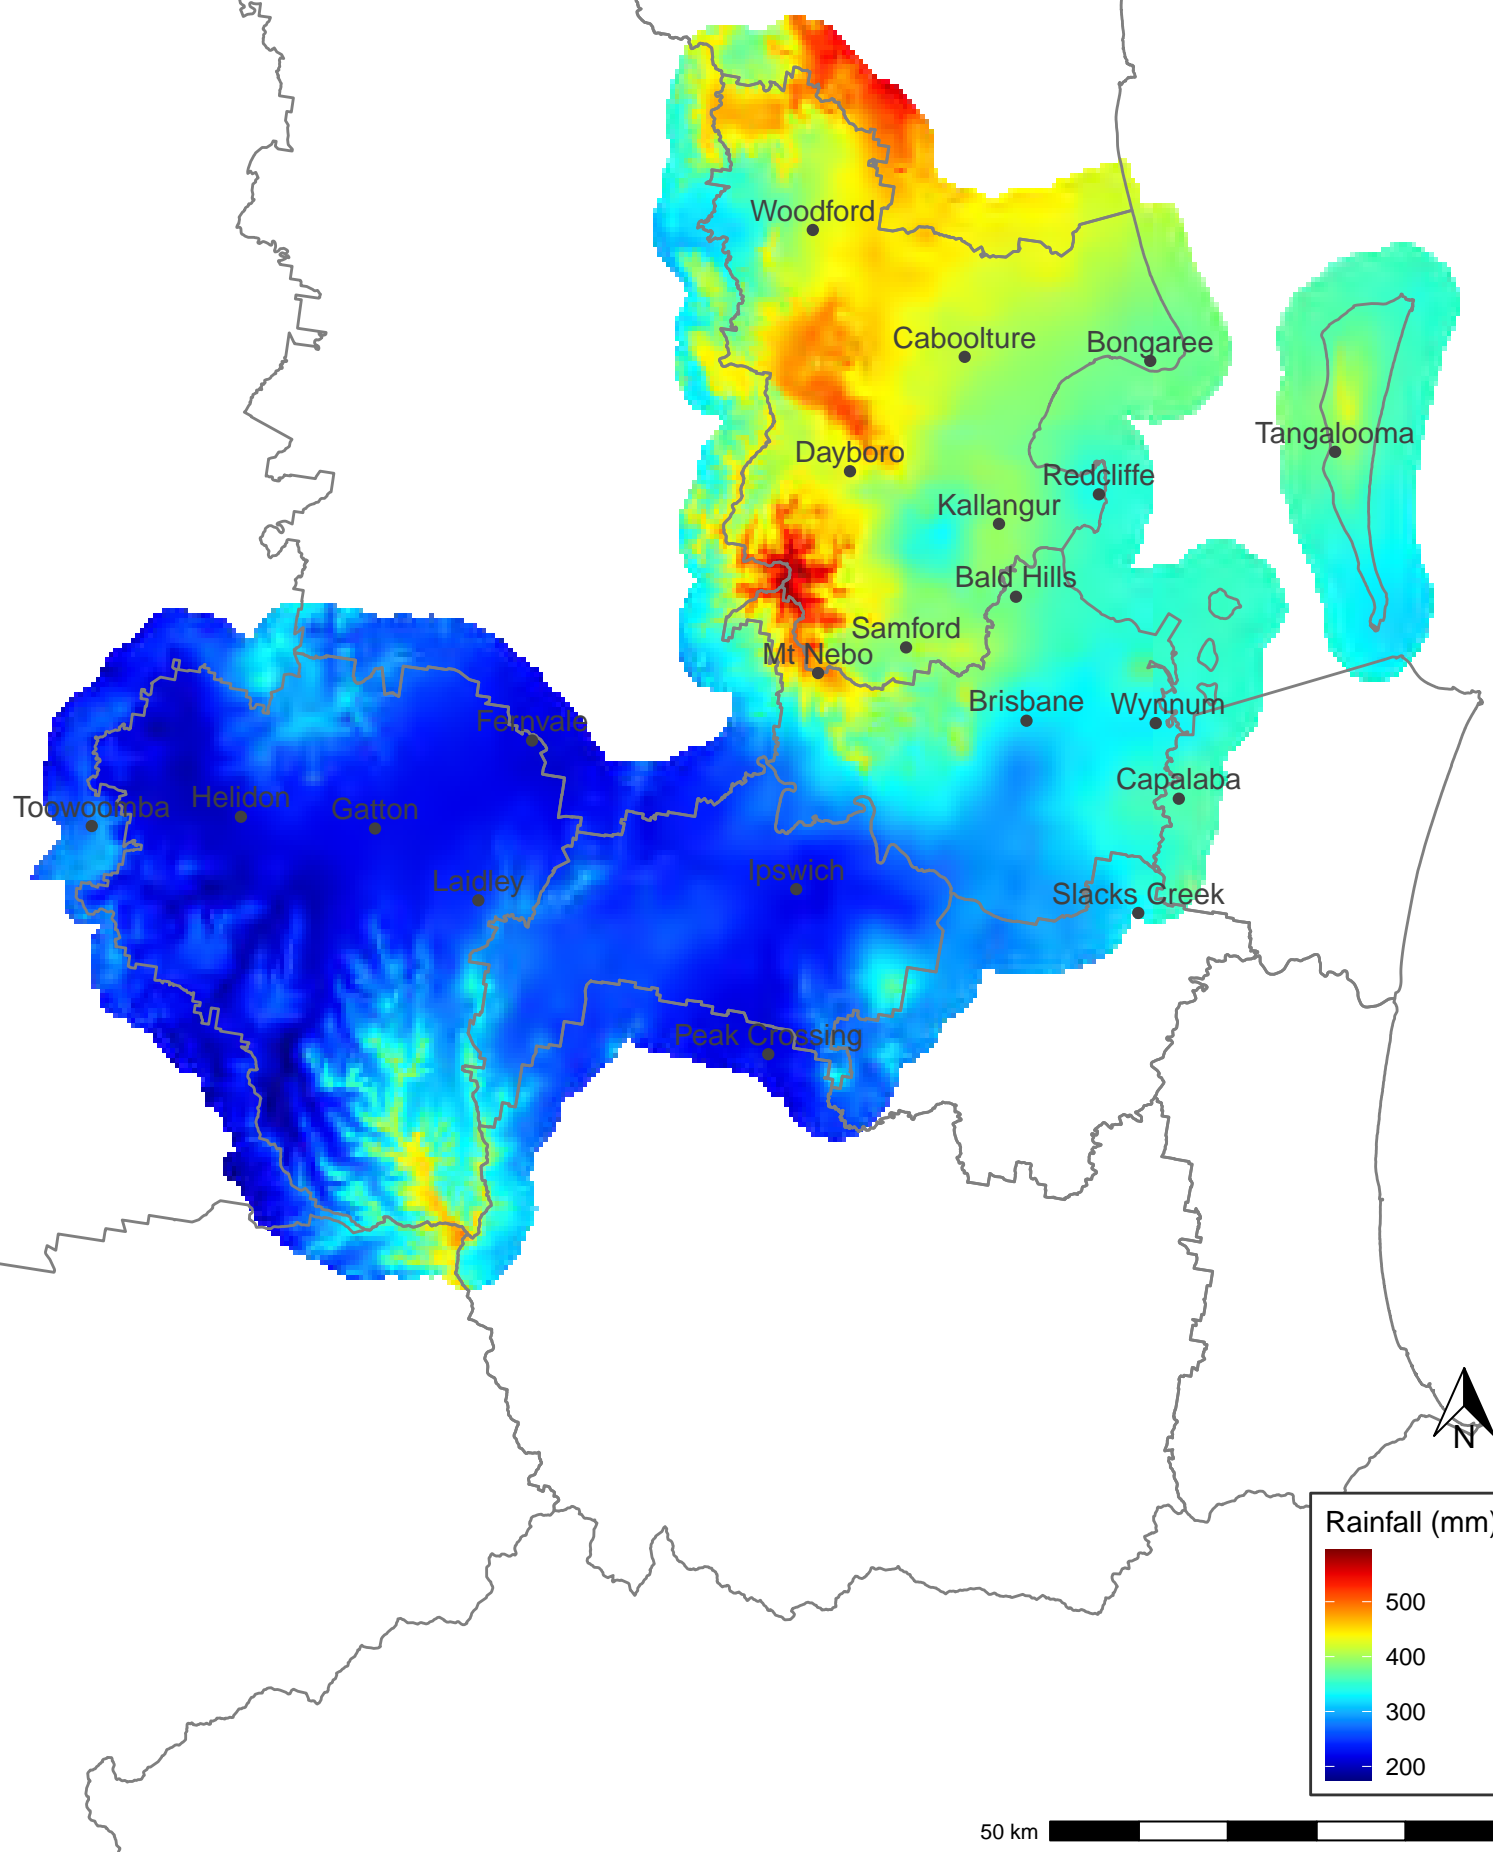 Woodford
Caboolture
Bongaree
Tangalooma
Dayboro
Redcliffe
Kallangur
Bald Hills
Samford
Mt Nebo
Brisbane
Wynnum
Fernvale
Capalaba
Toowoomba
Helidon
Gatton
Ipswich
Laidley
Slacks Creek
Peak Crossing
N
Rainfall (mm)
500
400
300
200
50 km